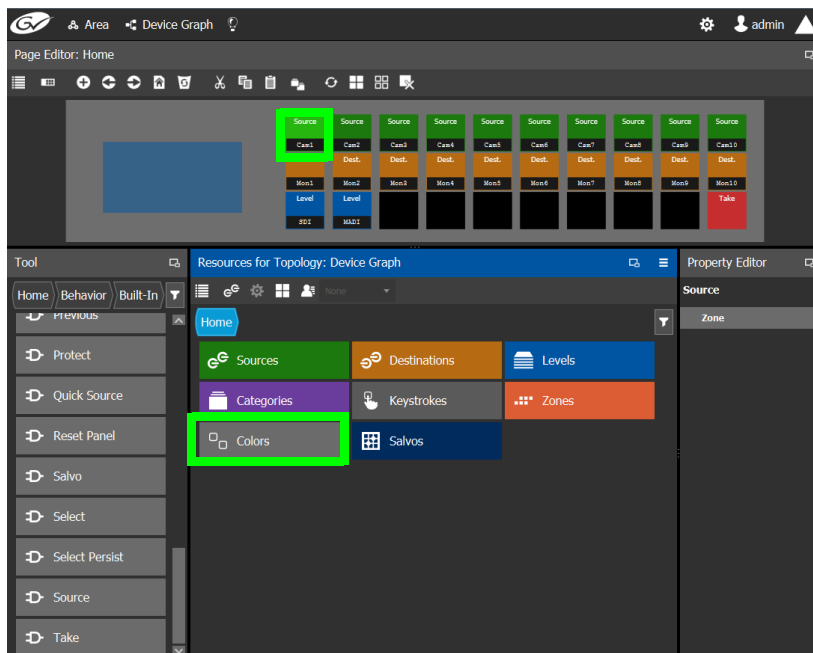 GV Area Device Graph admin
Page Editor: Home
Source Source Source Source Source Source Source Source Source Source
Cam1 Cam2 Cam3 Cam4 Cam5 Cam6 Cam7 Cam8 Cam9 Cam10
Dest. Dest. Dest. Dest. Dest. Dest. Dest. Dest. Dest.
Mon1 Mon2 Mon3 Mon4 Mon5 Mon6 Mon7 Mon8 Mon9 Mon10
Level Level Take
SDI MADI
Tool
Home Behavior Built-In
Previous
Protect
Quick Source
Reset Panel
Salvo
Select
Select Persist
Source
Take
Resources for Topology: Device Graph
None
Home
Sources Destinations Levels
Categories Keystrokes Zones
Colors Salvos
Property Editor
Source
Zone